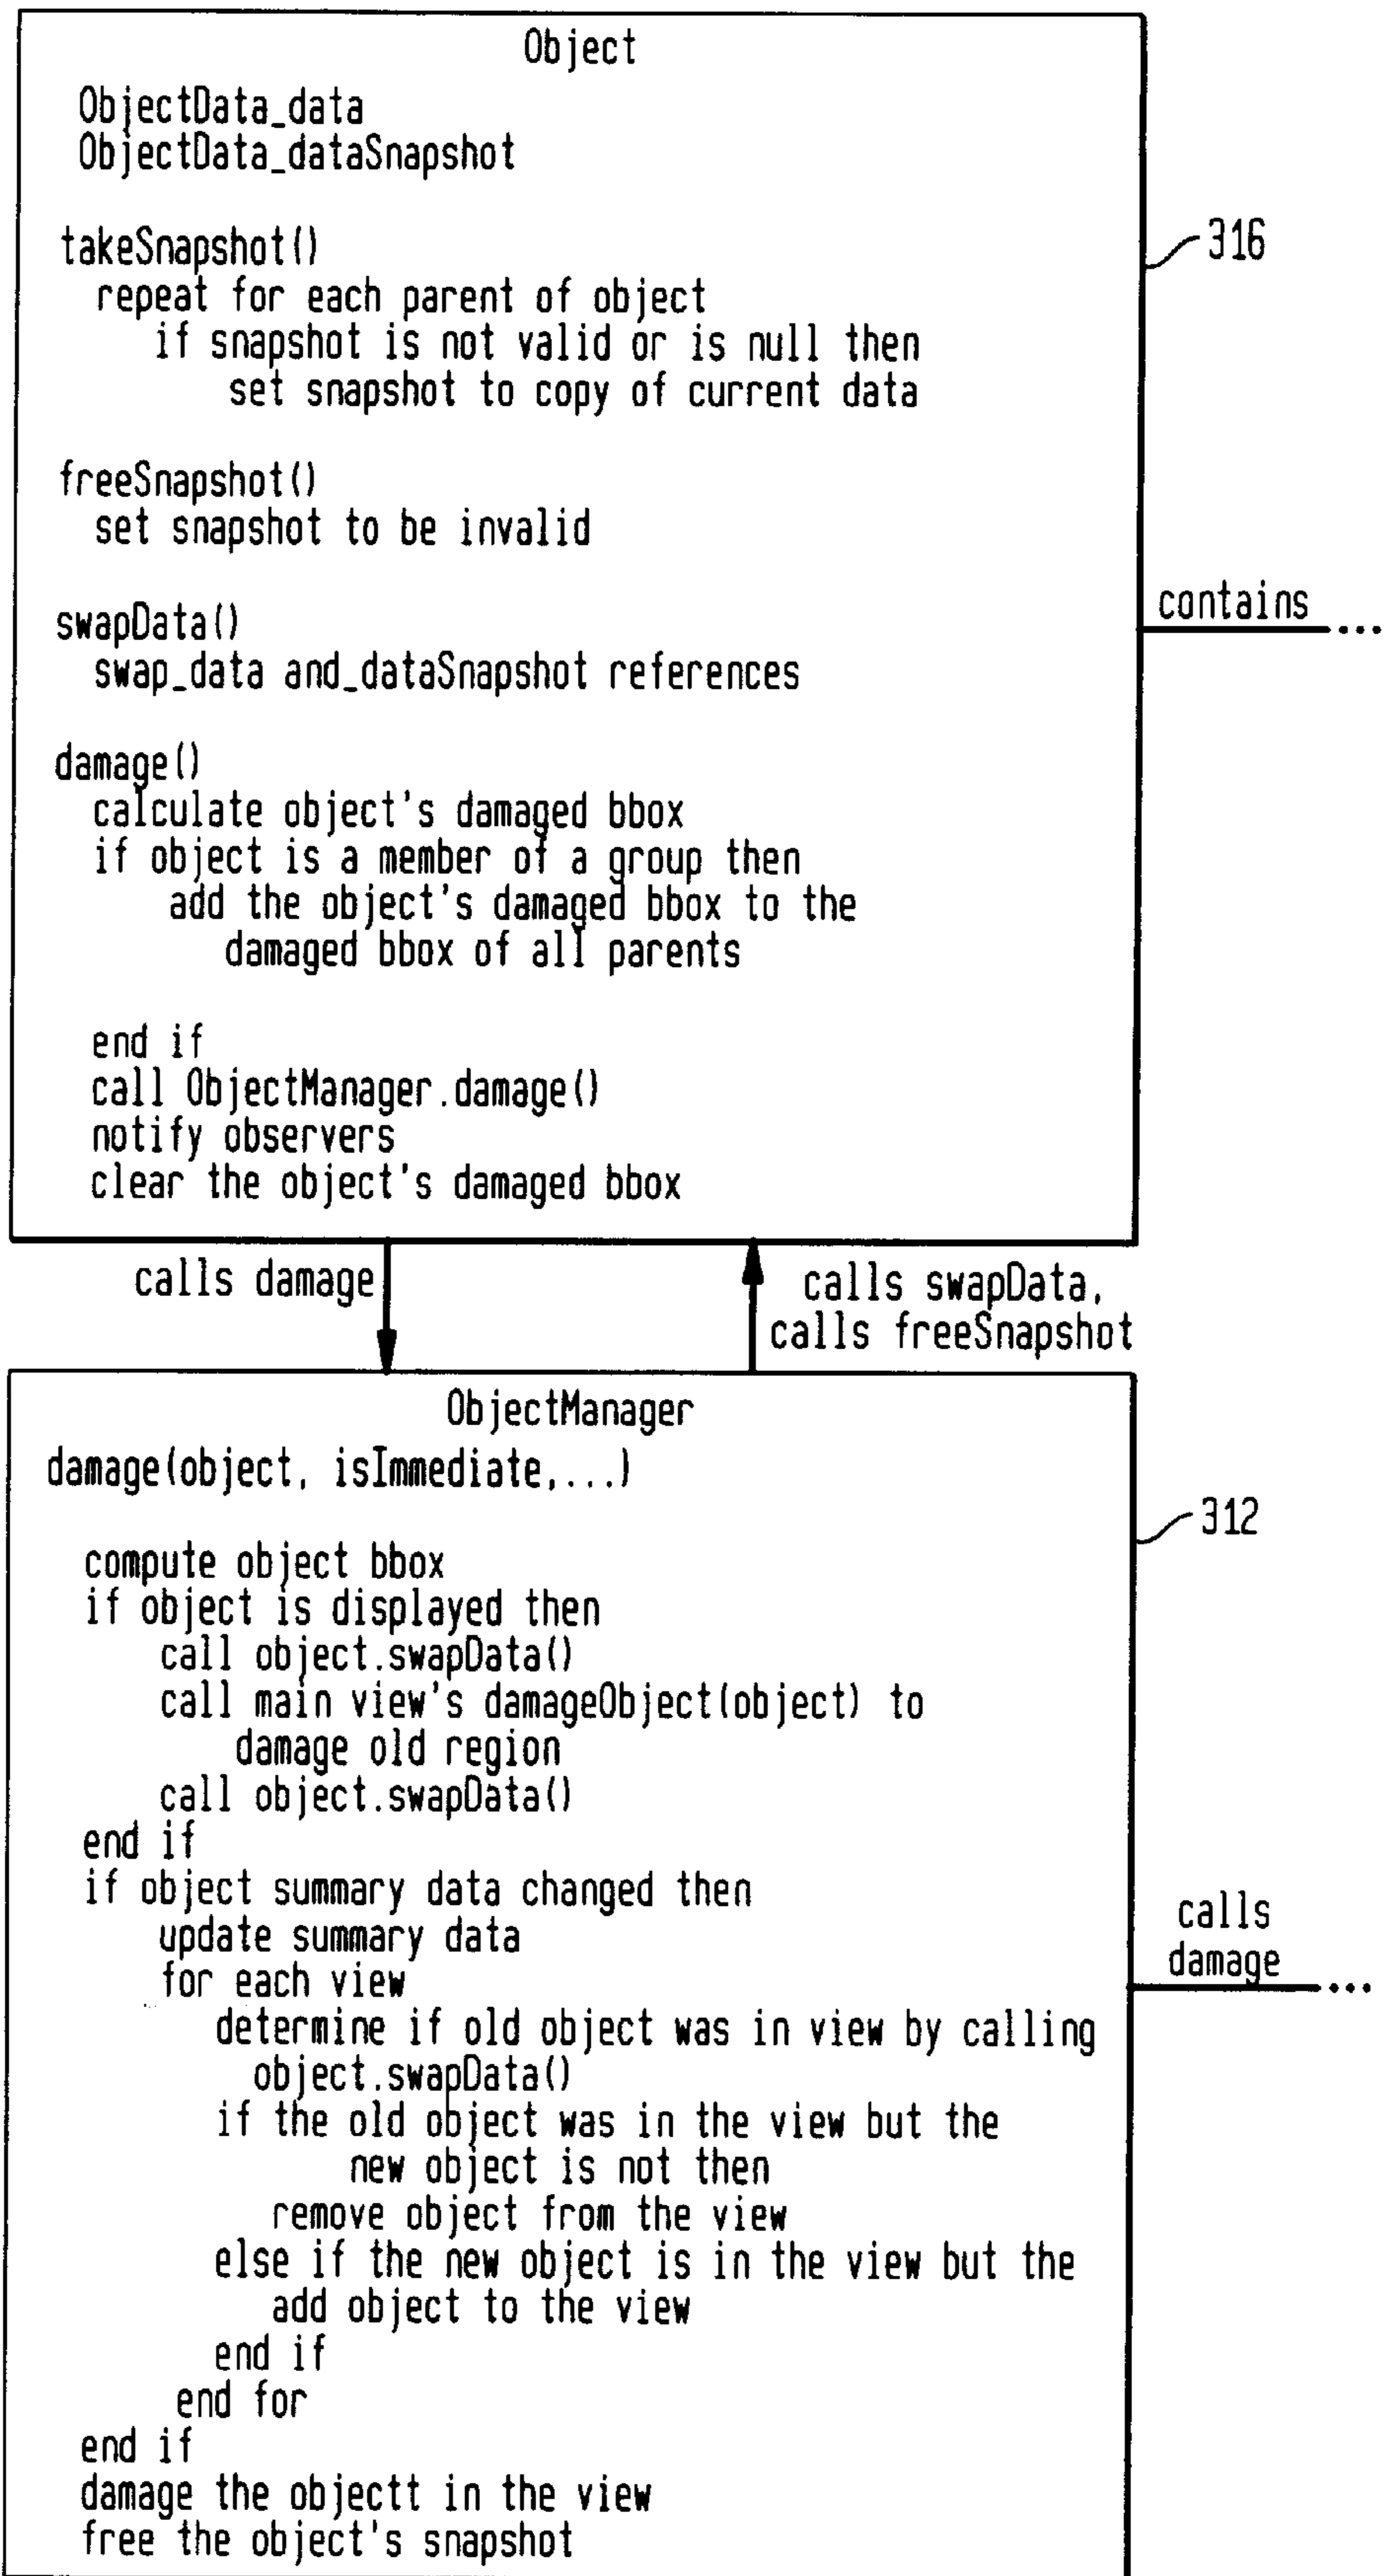 Object
ObjectData_data
ObjectData_dataSnapshot
takeSnapshot()
repeat for each parent of object
if snapshot is not valid or is null then
set snapshot to copy of current data
316
freeSnapshot()
set snapshot to be invalid
contains
swapData()
swap_data and_dataSnapshot references
damage()
calculate object's damaged bbox
if object is a member of a group then
add the object's damaged bbox to the
damaged bbox of all parents
end if
call ObjectManager.damage()
notify observers
clear the object's damaged bbox
calls damage
calls swapData,
calls freeSnapshot
ObjectManager
damage(object, isImmediate,...)
312
compute object bbox
if object is displayed then
call object.swapData()
call main view's damageObject(object) to
damage old region
call object.swapData()
end if
if object summary data changed then
update summary data
for each view
calls
damage
...
determine if old object was in view by calling
object.swapData()
if the old object was in the view but the
new object is not then
remove object from the view
else if the new object is in the view but the
add object to the view
end if
end for
end if
damage the objectt in the view
free the object's snapshot